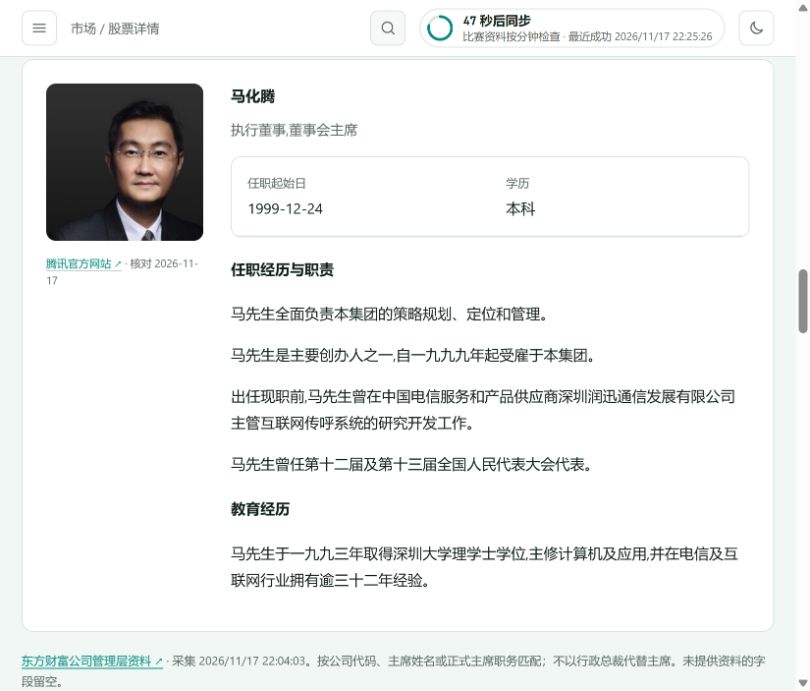 市场 / 股票详情
47 秒后同步
比赛资料按分钟检查 · 最近成功 2026/11/17 22:25:26
马化腾
执行董事,董事会主席
任职起始日
学历
1999-12-24
本科
腾讯官方网站 ↗ · 核对 2026-11-
17
任职经历与职责
马先生全面负责本集团的策略规划、定位和管理。
马先生是主要创办人之一,自一九九九年起受雇于本集团。
出任现职前,马先生曾在中国电信服务和产品供应商深圳润迅通信发展有限公司
主管互联网传呼系统的研究开发工作。
马先生曾任第十二届及第十三届全国人民代表大会代表。
教育经历
马先生于一九九三年取得深圳大学理学士学位,主修计算机及应用,并在电信及互
联网行业拥有逾三十二年经验。
东方财富公司管理层资料 ↗ · 采集 2026/11/17 22:04:03。按公司代码、主席姓名或正式主席职务匹配；不以行政总裁代替主席。未提供资料的字
段留空。